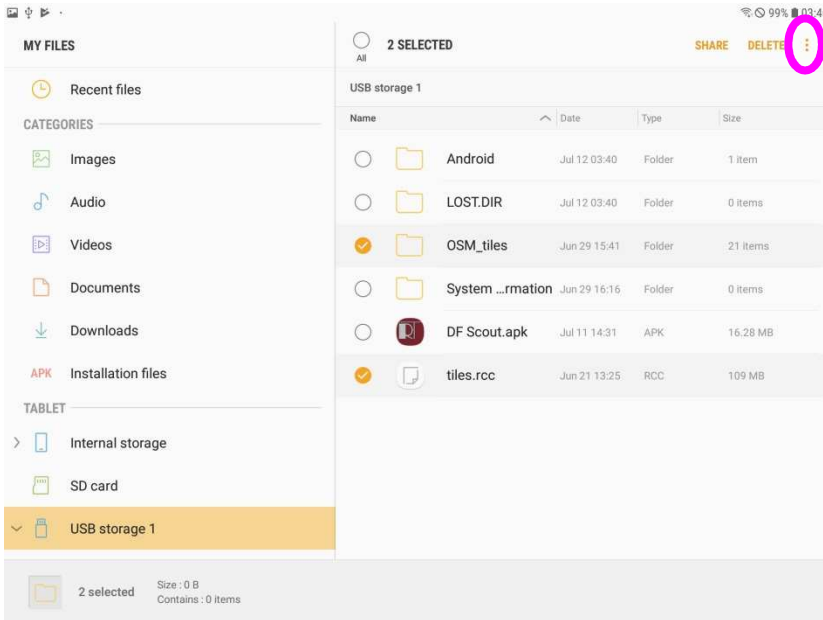 99% 03:4
MY FILES
Recent files
CATEGORIES
Images
Audio
Videos
Documents
Downloads
APK Installation files
TABLET
Internal storage
SD card
USB storage 1
All
2 SELECTED
SHARE DELETE
USB storage 1
Name Date Type Size
Android Jul 12 03:40 Folder 1 item
LOST.DIR Jul 12 03:40 Folder 0 items
OSM_tiles Jun 29 15:41 Folder 21 items
System ...rmation Jun 29 16:16 Folder 0 items
DF Scout.apk Jul 11 14:31 APK 16.28 MB
tiles.rcc Jun 21 13:25 RCC 109 MB
2 selected
Size : 0 B
Contains : 0 items